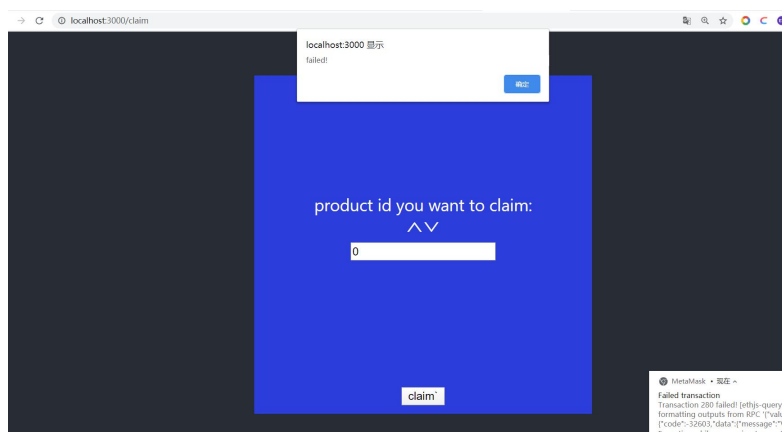 localhost:3000/claim
localhost:3000 显示
failed!
确定
product id you want to claim:
0
claim`
MetaMask • 现在
Failed transaction
Transaction 280 failed! [ethjs-query
formatting outputs from RPC '{"valu
{"code":-32603,"data":{"message":"